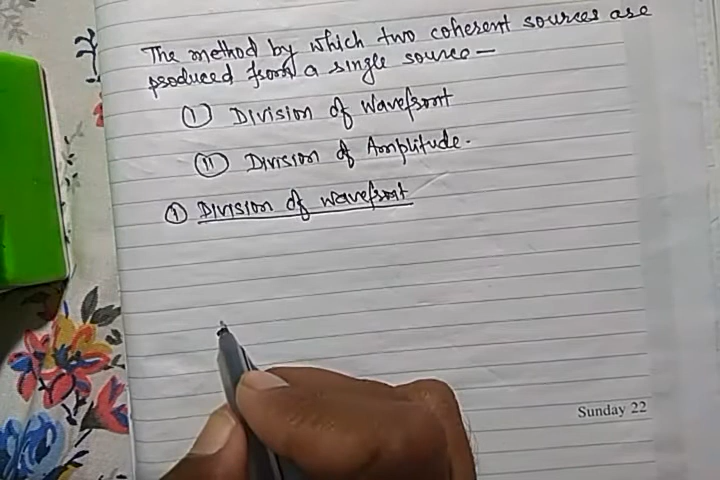 The method by which two coherent sources are
produced from a single source—
(I) Division of Wavefront
(II) Division of Amplitude.
(I) Division of Wavefront
Sunday 22